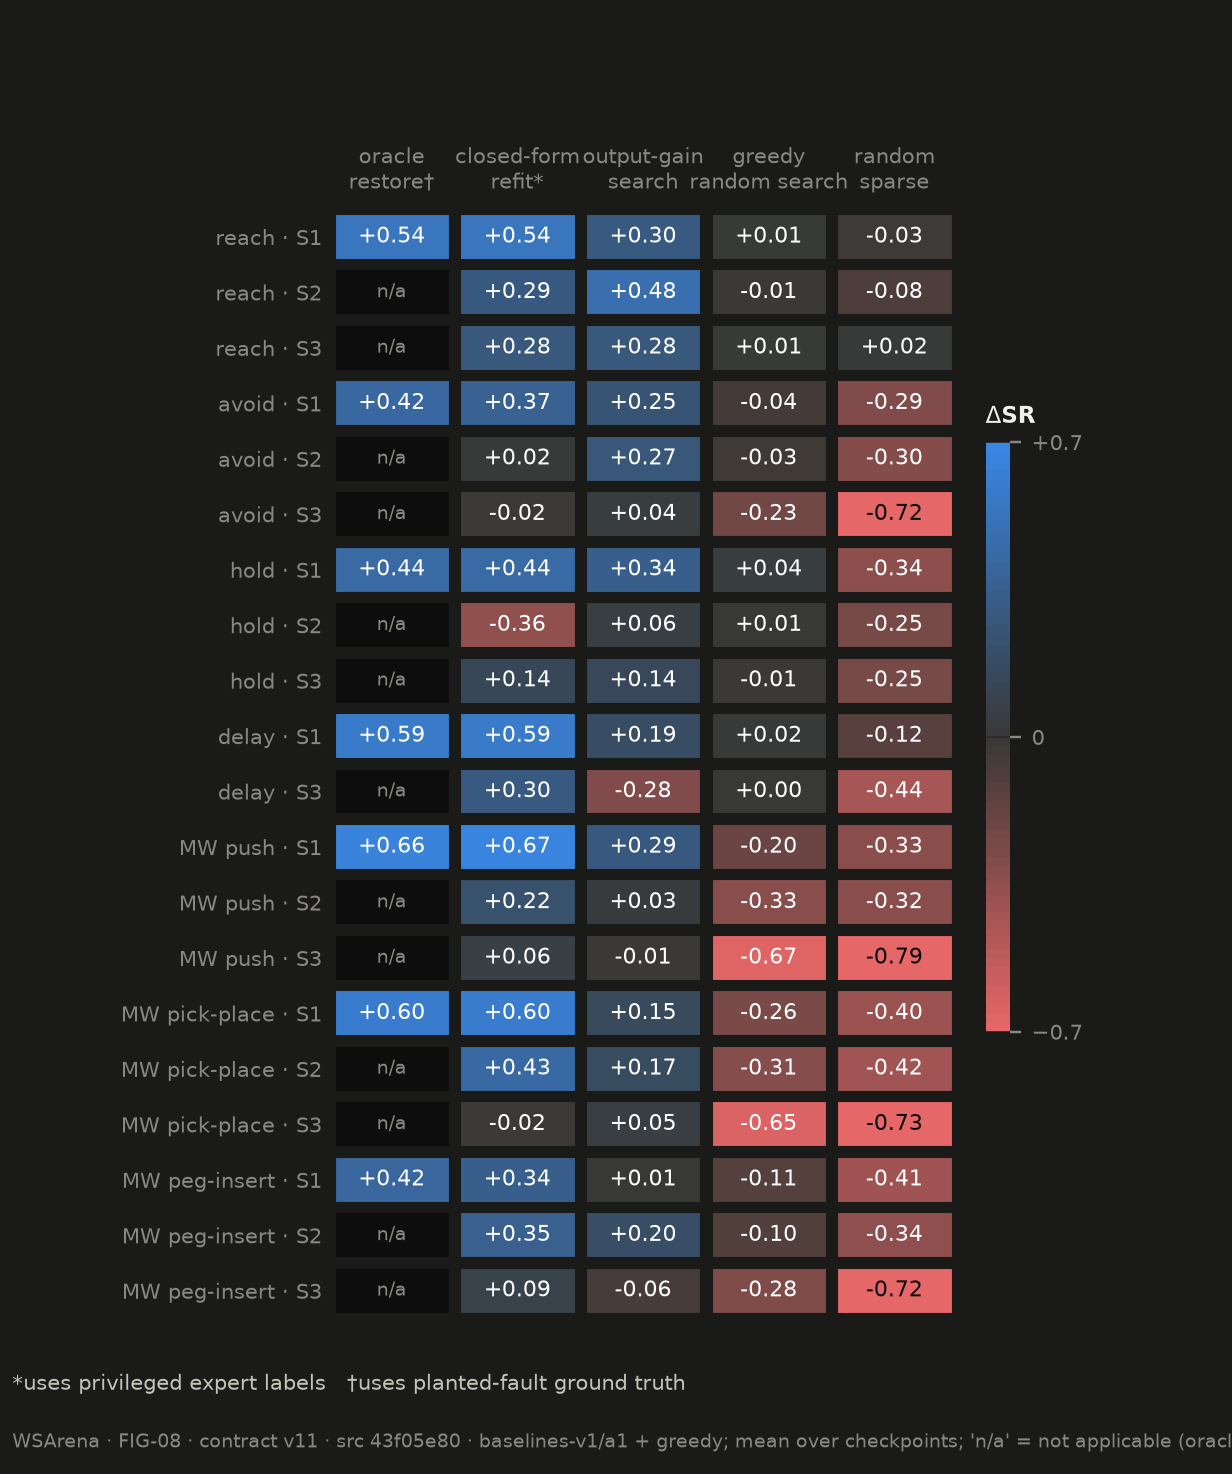 oracle closed-form output-gain greedy random
restore† refit* search random search sparse
reach · S1 +0.54 +0.54 +0.30 +0.01 -0.03
reach · S2 n/a +0.29 +0.48 -0.01 -0.08
reach · S3 n/a +0.28 +0.28 +0.01 +0.02
avoid · S1 +0.42 +0.37 +0.25 -0.04 -0.29
avoid · S2 n/a +0.02 +0.27 -0.03 -0.30
avoid · S3 n/a -0.02 +0.04 -0.23 -0.72
hold · S1 +0.44 +0.44 +0.34 +0.04 -0.34
hold · S2 n/a -0.36 +0.06 +0.01 -0.25
hold · S3 n/a +0.14 +0.14 -0.01 -0.25
delay · S1 +0.59 +0.59 +0.19 +0.02 -0.12
delay · S3 n/a +0.30 -0.28 +0.00 -0.44
MW push · S1 +0.66 +0.67 +0.29 -0.20 -0.33
MW push · S2 n/a +0.22 +0.03 -0.33 -0.32
MW push · S3 n/a +0.06 -0.01 -0.67 -0.79
MW pick-place · S1 +0.60 +0.60 +0.15 -0.26 -0.40
MW pick-place · S2 n/a +0.43 +0.17 -0.31 -0.42
MW pick-place · S3 n/a -0.02 +0.05 -0.65 -0.73
MW peg-insert · S1 +0.42 +0.34 +0.01 -0.11 -0.41
MW peg-insert · S2 n/a +0.35 +0.20 -0.10 -0.34
MW peg-insert · S3 n/a +0.09 -0.06 -0.28 -0.72
ΔSR
+0.7
0
−0.7
*uses privileged expert labels †uses planted-fault ground truth
WSArena · FIG-08 · contract v11 · src 43f05e80 · baselines-v1/a1 + greedy; mean over checkpoints; 'n/a' = not applicable (oracl